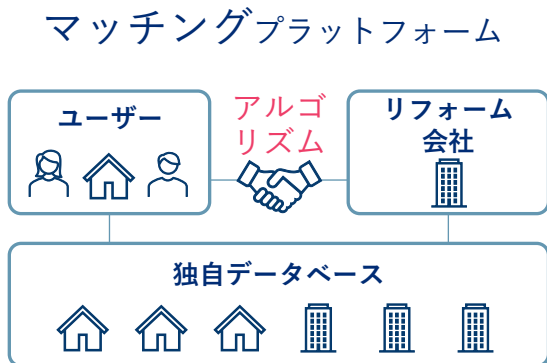 マッチングプラットフォーム
ユーザー
アルゴ
リズム
リフォーム
会社
独自データベース